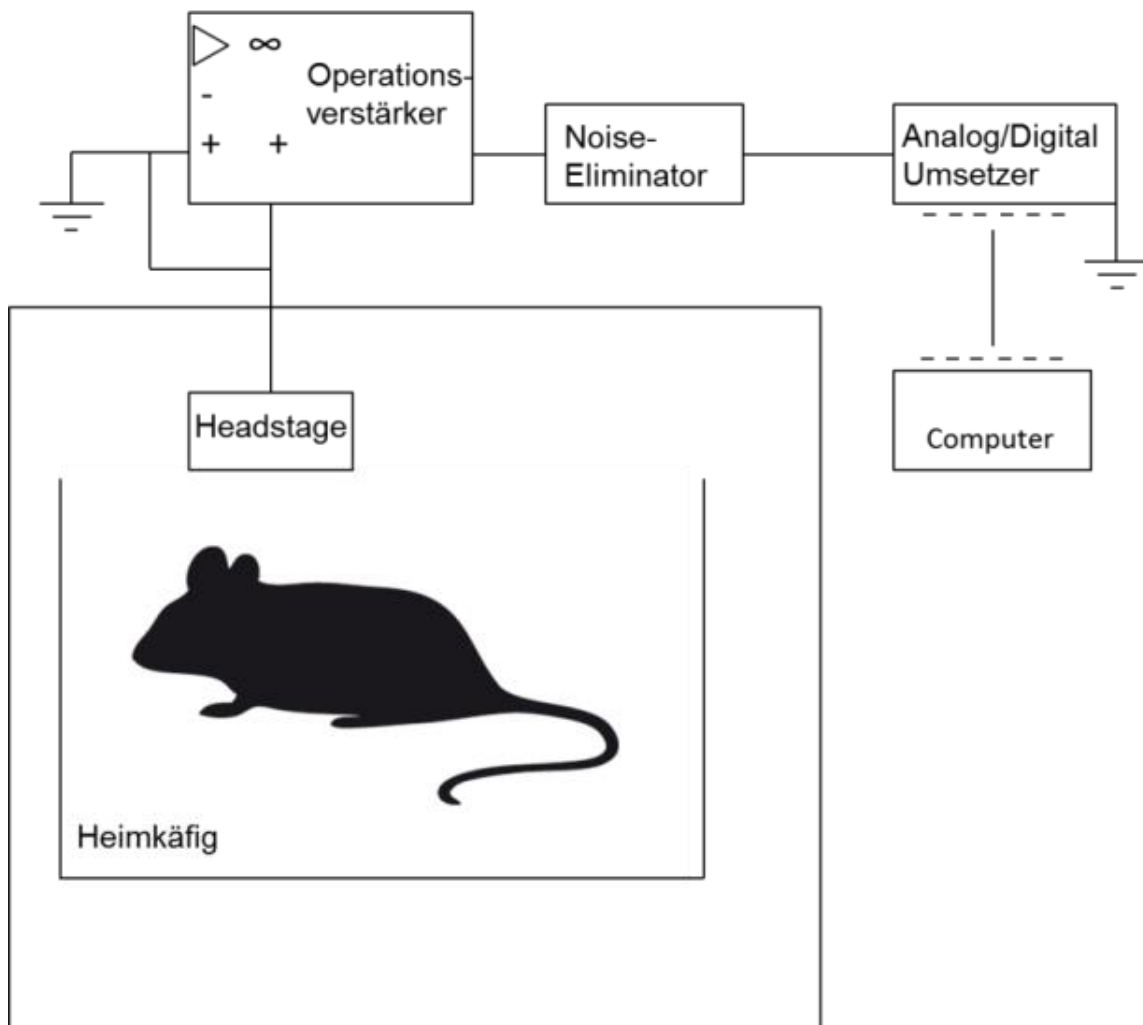 ∞
Operations-
verstärker
-
+ +
Noise-
Eliminator
Analog/Digital
Umsetzer
Headstage
Computer
Heimkäfig